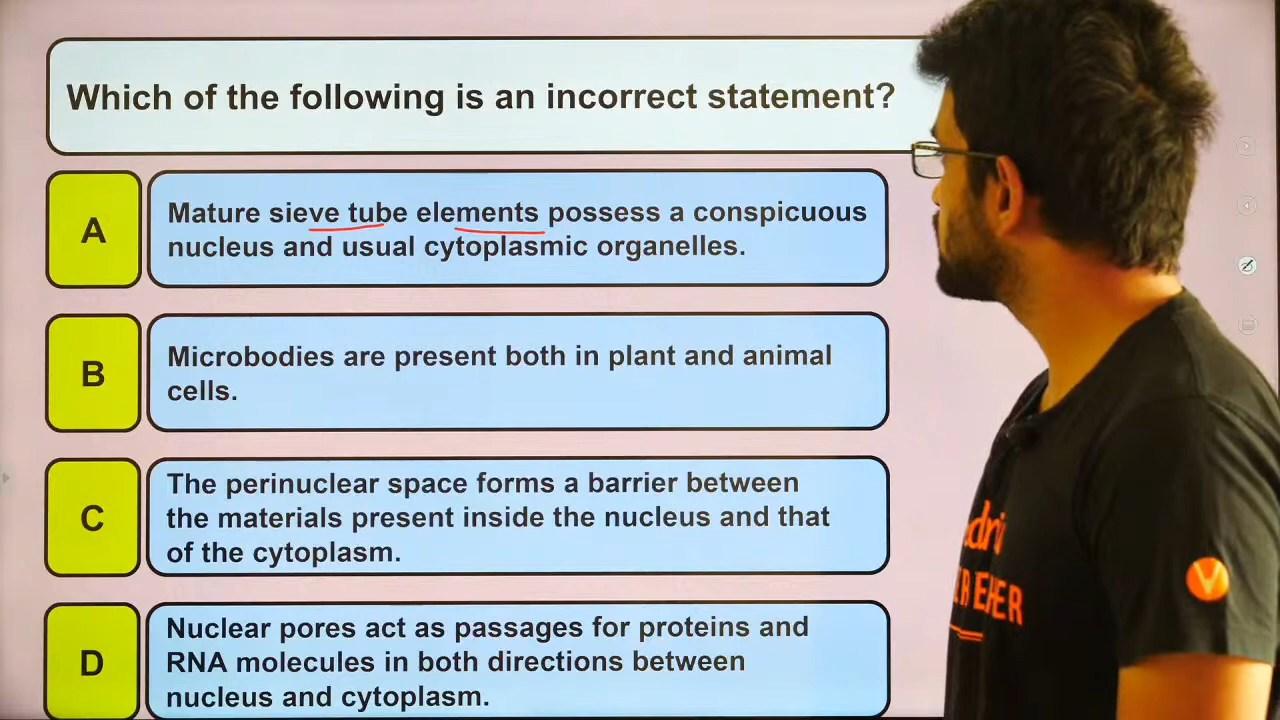 Which of the following is an incorrect statement?
A
Mature sieve tube elements possess a conspicuous
nucleus and usual cytoplasmic organelles.
B
Microbodies are present both in plant and animal
cells.
C
The perinuclear space forms a barrier between
the materials present inside the nucleus and that
of the cytoplasm.
D
Nuclear pores act as passages for proteins and
RNA molecules in both directions between
nucleus and cytoplasm.
V